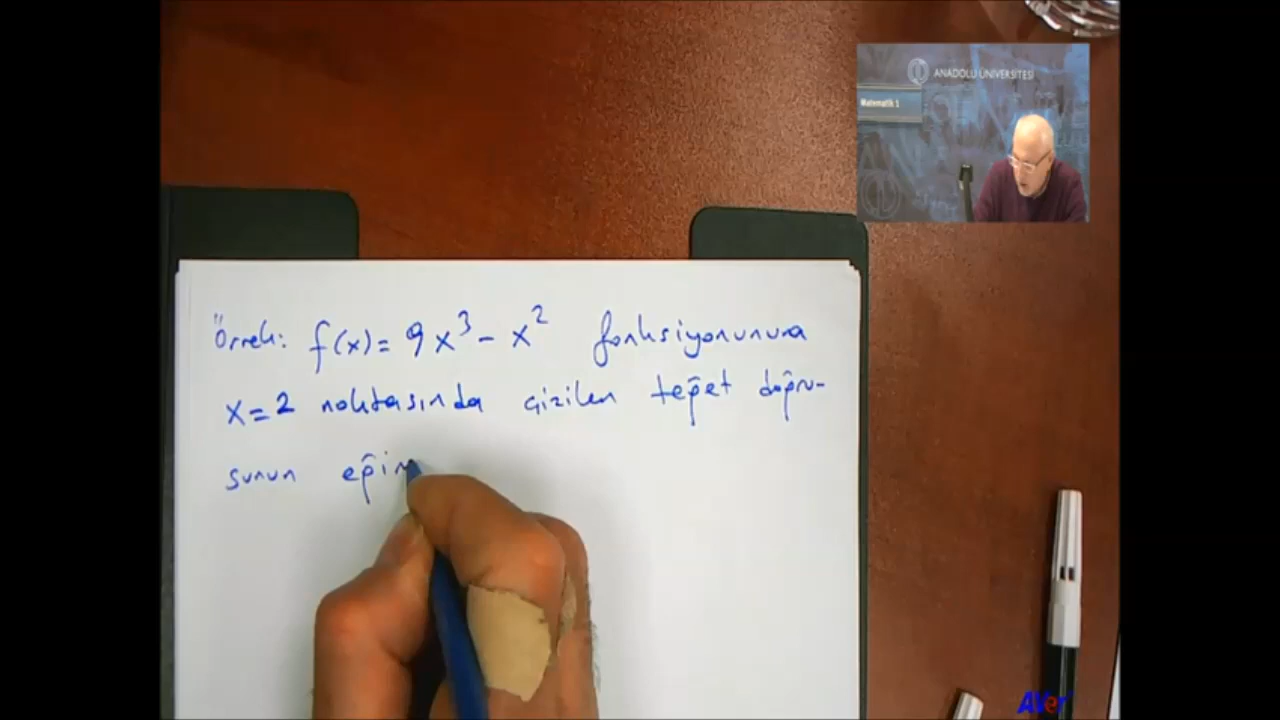 ANADOLU ÜNİVERSİTESİ
Matematik 1
Örnek: f(x) = 9x³ - x² fonksiyonuna
x = 2 noktasında çizilen teğet doğru-
sunun eğim
AVer